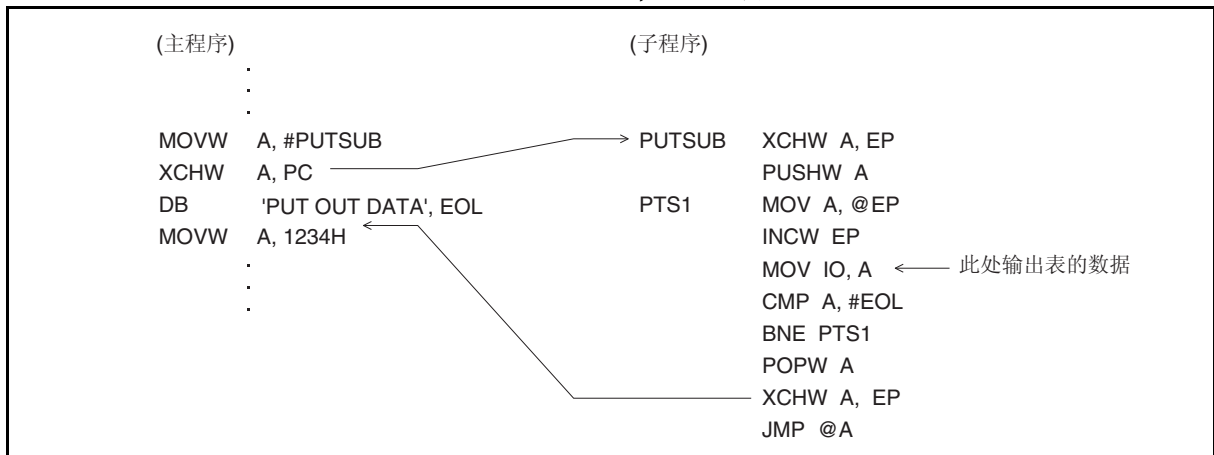 (主程序) (子程序)
MOVW A, #PUTSUB PUTSUB XCHW A, EP
XCHW A, PC PUSHW A
DB 'PUT OUT DATA', EOL PTS1 MOV A, @EP
MOVW A, 1234H INCW EP
MOV IO, A 此处输出表的数据
CMP A, #EOL
BNE PTS1
POPW A
XCHW A, EP
JMP @A